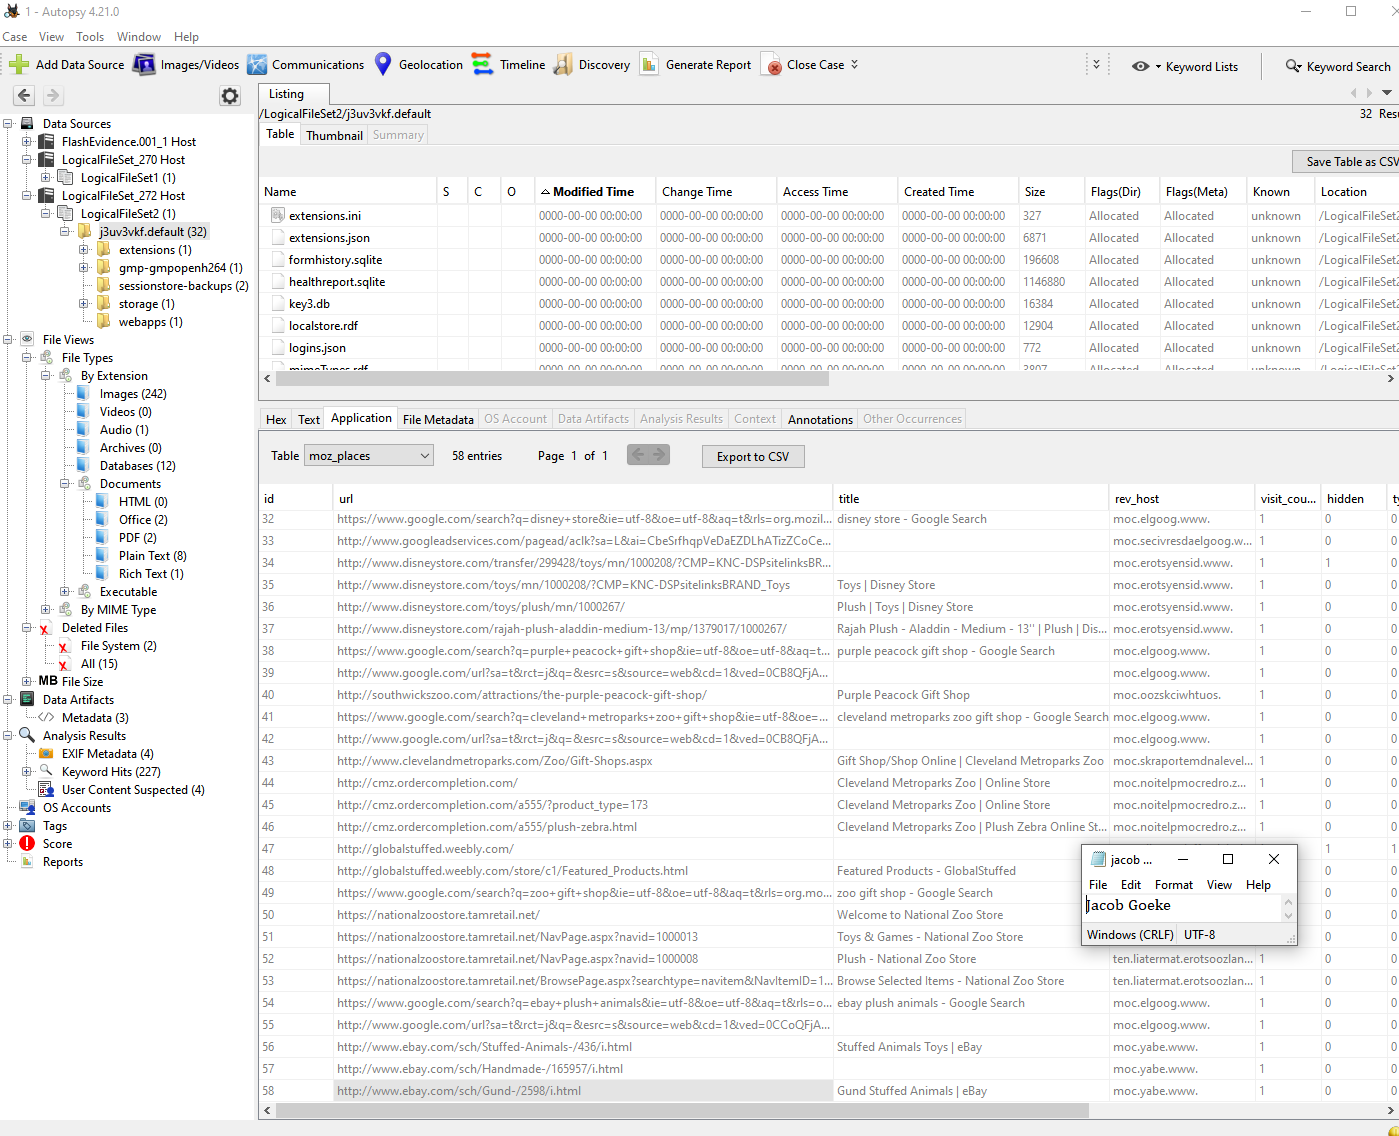 1 - Autopsy 4.21.0
Case View Tools Window Help
Add Data Source Images/Videos Communications Geolocation Timeline Discovery Generate Report Close Case Keyword Lists Keyword Search
Data Sources
FlashEvidence.001_1 Host
LogicalFileSet_270 Host
LogicalFileSet1 (1)
LogicalFileSet_272 Host
LogicalFileSet2 (1)
j3uv3vkf.default (32)
extensions (1)
gmp-gmpopenh264 (1)
sessionstore-backups (2)
storage (1)
webapps (1)
File Views
File Types
By Extension
Images (242)
Videos (0)
Audio (1)
Archives (0)
Databases (12)
Documents
HTML (0)
Office (2)
PDF (2)
Plain Text (8)
Rich Text (1)
Executable
By MIME Type
Deleted Files
File System (2)
All (15)
MB File Size
Data Artifacts
Metadata (3)
Analysis Results
EXIF Metadata (4)
Keyword Hits (227)
User Content Suspected (4)
OS Accounts
Tags
Score
Reports
Listing
/LogicalFileSet2/j3uv3vkf.default 32 Resu
Table Thumbnail Summary
Save Table as CSV
Name S C O Modified Time Change Time Access Time Created Time Size Flags(Dir) Flags(Meta) Known Location
extensions.ini 0000-00-00 00:00:00 0000-00-00 00:00:00 0000-00-00 00:00:00 0000-00-00 00:00:00 327 Allocated Allocated unknown /LogicalFileSet2
extensions.json 0000-00-00 00:00:00 0000-00-00 00:00:00 0000-00-00 00:00:00 0000-00-00 00:00:00 6871 Allocated Allocated unknown /LogicalFileSet2
formhistory.sqlite 0000-00-00 00:00:00 0000-00-00 00:00:00 0000-00-00 00:00:00 0000-00-00 00:00:00 196608 Allocated Allocated unknown /LogicalFileSet2
healthreport.sqlite 0000-00-00 00:00:00 0000-00-00 00:00:00 0000-00-00 00:00:00 0000-00-00 00:00:00 1146880 Allocated Allocated unknown /LogicalFileSet2
key3.db 0000-00-00 00:00:00 0000-00-00 00:00:00 0000-00-00 00:00:00 0000-00-00 00:00:00 16384 Allocated Allocated unknown /LogicalFileSet2
localstore.rdf 0000-00-00 00:00:00 0000-00-00 00:00:00 0000-00-00 00:00:00 0000-00-00 00:00:00 12904 Allocated Allocated unknown /LogicalFileSet2
logins.json 0000-00-00 00:00:00 0000-00-00 00:00:00 0000-00-00 00:00:00 0000-00-00 00:00:00 772 Allocated Allocated unknown /LogicalFileSet2
Hex Text Application File Metadata OS Account Data Artifacts Analysis Results Context Annotations Other Occurrences
Table moz_places 58 entries Page 1 of 1 Export to CSV
id url title rev_host visit_cou... hidden ty
32 https://www.google.com/search?q=disney+store&ie=utf-8&oe=utf-8&aq=t&rls=org.mozil... disney store - Google Search moc.elgoog.www. 1 0 0
33 http://www.googleadservices.com/pagead/aclk?sa=L&ai=CbeSrfhqpVeDaEZDLhATizZCoCe... moc.secivresdaelgoog.w... 1 0 0
34 http://www.disneystore.com/transfer/299428/toys/mn/1000208/?CMP=KNC-DSPsitelinksBR... moc.erotsyensid.www. 1 1 0
35 http://www.disneystore.com/toys/mn/1000208/?CMP=KNC-DSPsitelinksBRAND_Toys Toys | Disney Store moc.erotsyensid.www. 1 0 0
36 http://www.disneystore.com/toys/plush/mn/1000267/ Plush | Toys | Disney Store moc.erotsyensid.www. 1 0 0
37 http://www.disneystore.com/rajah-plush-aladdin-medium-13/mp/1379017/1000267/ Rajah Plush - Aladdin - Medium - 13'' | Plush | Dis... moc.erotsyensid.www. 1 0 0
38 https://www.google.com/search?q=purple+peacock+gift+shop&ie=utf-8&oe=utf-8&aq=t... purple peacock gift shop - Google Search moc.elgoog.www. 1 0 0
39 http://www.google.com/url?sa=t&rct=j&q=&esrc=s&source=web&cd=1&ved=0CB8QFjA... moc.elgoog.www. 1 0 0
40 http://southwickszoo.com/attractions/the-purple-peacock-gift-shop/ Purple Peacock Gift Shop moc.oozskciwhtuos. 1 0 0
41 https://www.google.com/search?q=cleveland+metroparks+zoo+gift+shop&ie=utf-8&oe=... cleveland metroparks zoo gift shop - Google Search moc.elgoog.www. 1 0 0
42 http://www.google.com/url?sa=t&rct=j&q=&esrc=s&source=web&cd=1&ved=0CB8QFjA... moc.elgoog.www. 1 0 0
43 http://www.clevelandmetroparks.com/Zoo/Gift-Shops.aspx Gift Shop/Shop Online | Cleveland Metroparks Zoo moc.skraportemdnalevel... 1 0 0
44 http://cmz.ordercompletion.com/ Cleveland Metroparks Zoo | Online Store moc.noitelpmocredro.z... 1 0 0
45 http://cmz.ordercompletion.com/a555/?product_type=173 Cleveland Metroparks Zoo | Online Store moc.noitelpmocredro.z... 1 0 0
46 http://cmz.ordercompletion.com/a555/plush-zebra.html Cleveland Metroparks Zoo | Plush Zebra Online St... moc.noitelpmocredro.z... 1 0 0
47 http://globalstuffed.weebly.com/ 1 1
48 http://globalstuffed.weebly.com/store/c1/Featured_Products.html Featured Products - GlobalStuffed 0
49 https://www.google.com/search?q=zoo+gift+shop&ie=utf-8&oe=utf-8&aq=t&rls=org.mo... zoo gift shop - Google Search 0 0
50 https://nationalzoostore.tamretail.net/ Welcome to National Zoo Store 0 0
51 https://nationalzoostore.tamretail.net/NavPage.aspx?navid=1000013 Toys & Games - National Zoo Store 0 0
52 https://nationalzoostore.tamretail.net/NavPage.aspx?navid=1000008 Plush - National Zoo Store ten.liatermat.erotsoozlan... 1 0 0
53 https://nationalzoostore.tamretail.net/BrowsePage.aspx?searchtype=navitem&NavItemID=1... Browse Selected Items - National Zoo Store ten.liatermat.erotsoozlan... 1 0 0
54 https://www.google.com/search?q=ebay+plush+animals&ie=utf-8&oe=utf-8&aq=t&rls=o... ebay plush animals - Google Search moc.elgoog.www. 1 0 0
55 https://www.google.com/url?sa=t&rct=j&q=&esrc=s&source=web&cd=1&ved=0CCoQFjA... moc.elgoog.www. 1 0 0
56 http://www.ebay.com/sch/Stuffed-Animals-/436/i.html Stuffed Animals Toys | eBay moc.yabe.www. 1 0 0
57 http://www.ebay.com/sch/Handmade-/165957/i.html moc.yabe.www. 1 0 0
58 http://www.ebay.com/sch/Gund-/2598/i.html Gund Stuffed Animals | eBay moc.yabe.www. 1 0 0
jacob ...
File Edit Format View Help
Jacob Goeke
Windows (CRLF) UTF-8